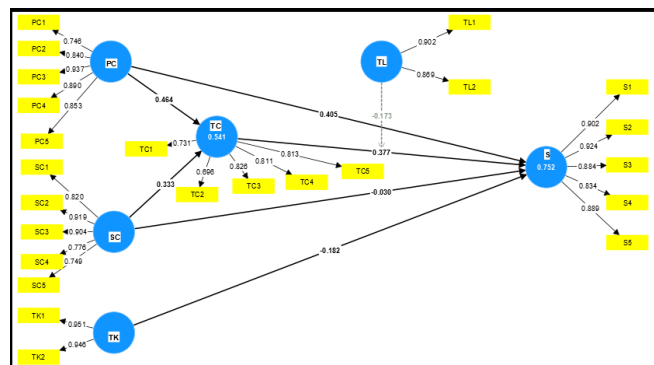 PC1
PC2
PC3
PC4
PC5
0.746
0.840
0.937
0.890
0.853
PC
TL
0.902
0.869
TL1
TL2
0.464
0.405
-0.173
TC
0.541
TC1
0.731
0.696
TC2
0.826
TC3
0.811
TC4
0.813
TC5
0.377
S
0.752
0.902
0.924
0.884
0.834
0.889
S1
S2
S3
S4
S5
SC1
SC2
SC3
SC4
SC5
0.820
0.919
0.904
0.776
0.749
SC
0.333
-0.030
-0.182
TK1
TK2
0.951
0.946
TK